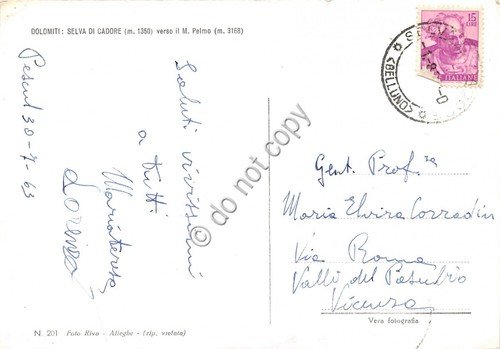 DOLOMITI: SELVA DI CADORE (m. 1350) verso il M. Pelmo (m. 3168)
Pescul 30-7-63
Saluti vivissimi
a tutti
Mariateresa
Lorenza
do not copy
15
LIRE
ITALIANE
(BELLUNO)
Gent. Prof.ssa
Maria Elvira Corradin
Via Roma
Valli del Pasubio
Vicenza
N. 201 Foto Riva - Alleghe - (rip. vietata)
Vera fotografia